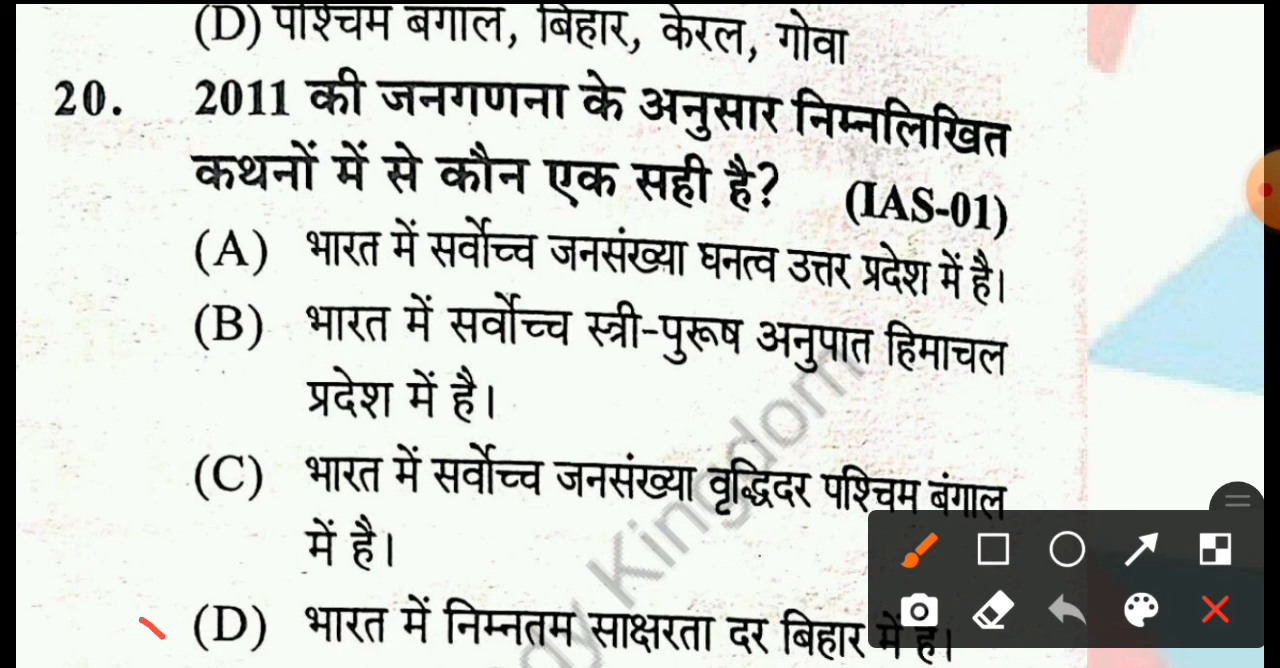 (D) पश्चिम बंगाल, बिहार, केरल, गोवा
20. 2011 की जनगणना के अनुसार निम्नलिखित
कथनों में से कौन एक सही है? (IAS-01)
(A) भारत में सर्वोच्च जनसंख्या घनत्व उत्तर प्रदेश में है।
(B) भारत में सर्वोच्च स्त्री-पुरूष अनुपात हिमाचल
प्रदेश में है।
(C) भारत में सर्वोच्च जनसंख्या वृद्धिदर पश्चिम बंगाल
में है।
(D) भारत में निम्नतम साक्षरता दर बिहार में है।
Kingdom